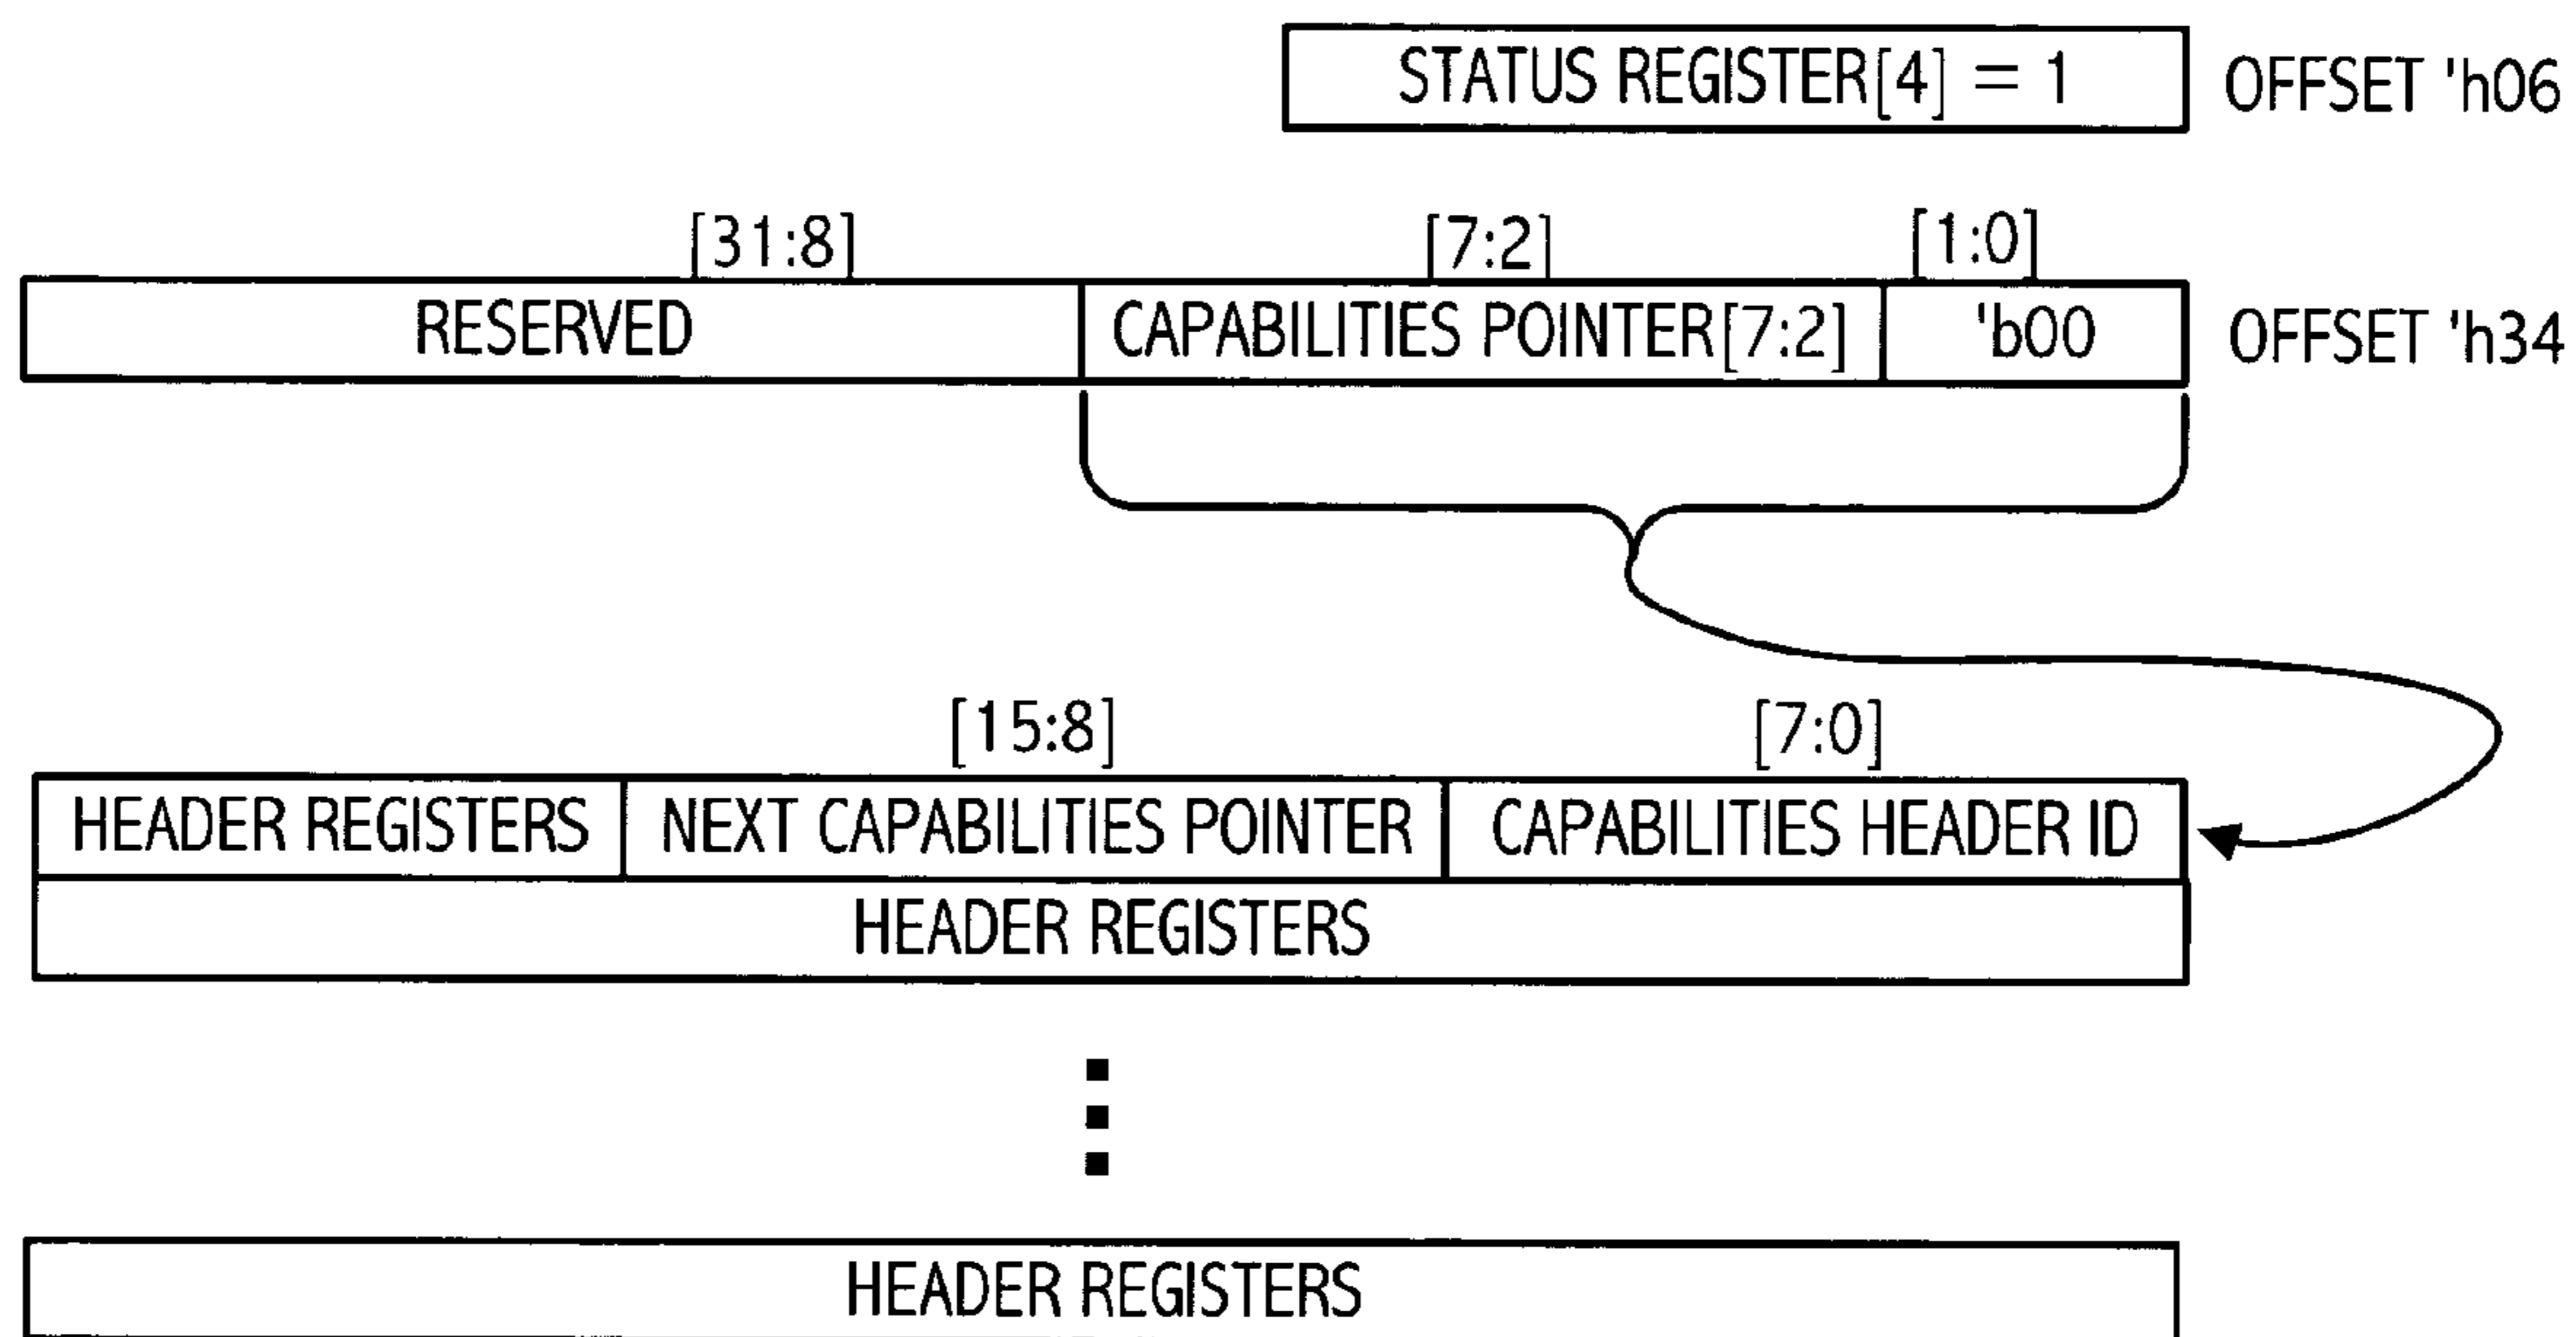 STATUS REGISTER[4] = 1 OFFSET 'h06
[31:8] [7:2] [1:0]
RESERVED CAPABILITIES POINTER[7:2] 'b00 OFFSET 'h34
[15:8] [7:0]
HEADER REGISTERS NEXT CAPABILITIES POINTER CAPABILITIES HEADER ID
HEADER REGISTERS
HEADER REGISTERS